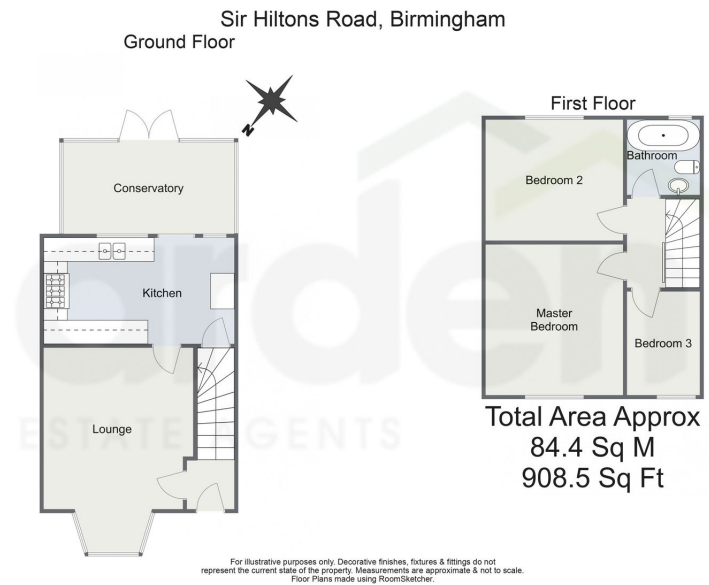 Sir Hiltons Road, Birmingham
Ground Floor
N
First Floor
Conservatory
Kitchen
Lounge
Bedroom 2
Bathroom
Master
Bedroom
Bedroom 3
arden
ESTATE AGENTS
Total Area Approx
84.4 Sq M
908.5 Sq Ft
For illustrative purposes only. Decorative finishes, fixtures & fittings do not
represent the current state of the property. Measurements are approximate & not to scale.
Floor Plans made using RoomSketcher.